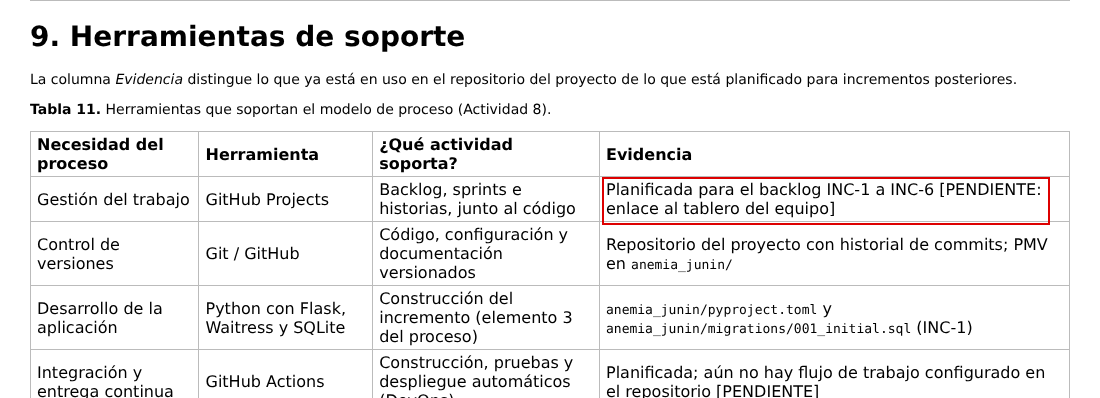 9. Herramientas de soporte
La columna Evidencia distingue lo que ya está en uso en el repositorio del proyecto de lo que está planificado para incrementos posteriores.
Tabla 11. Herramientas que soportan el modelo de proceso (Actividad 8).
Necesidad del
proceso
Herramienta
¿Qué actividad
soporta?
Evidencia
Gestión del trabajo
GitHub Projects
Backlog, sprints e
historias, junto al código
Planificada para el backlog INC-1 a INC-6 [PENDIENTE:
enlace al tablero del equipo]
Control de
versiones
Git / GitHub
Código, configuración y
documentación
versionados
Repositorio del proyecto con historial de commits; PMV
en anemia_junin/
Desarrollo de la
aplicación
Python con Flask,
Waitress y SQLite
Construcción del
incremento (elemento 3
del proceso)
anemia_junin/pyproject.toml y
anemia_junin/migrations/001_initial.sql (INC-1)
Integración y
entrega continua
GitHub Actions
Construcción, pruebas y
despliegue automáticos
(DevOps)
Planificada; aún no hay flujo de trabajo configurado en
el repositorio [PENDIENTE]